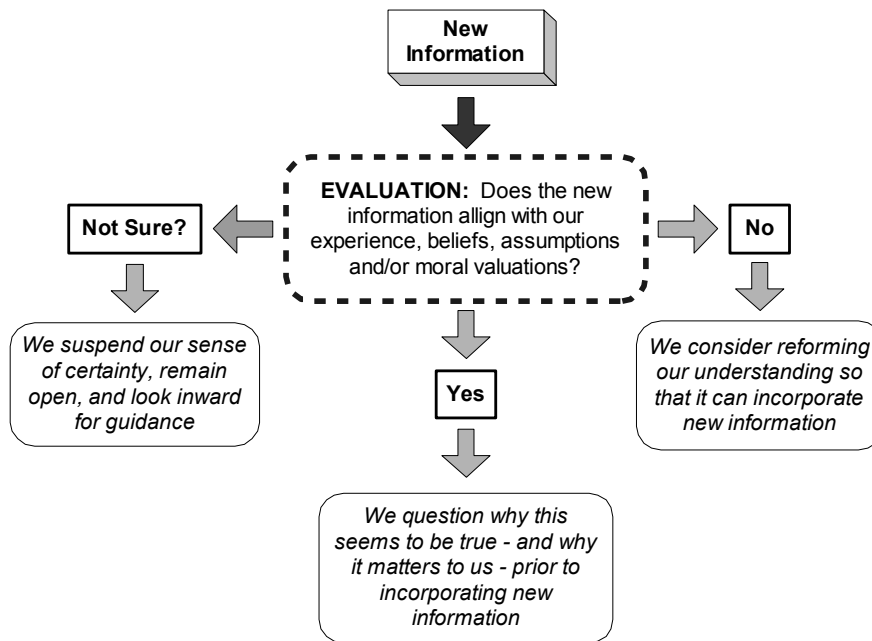 New
Information
EVALUATION: Does the new
information allign with our
experience, beliefs, assumptions
and/or moral valuations?
Not Sure?
No
We suspend our sense
of certainty, remain
open, and look inward
for guidance
Yes
We consider reforming
our understanding so
that it can incorporate
new information
We question why this
seems to be true - and why
it matters to us - prior to
incorporating new
information